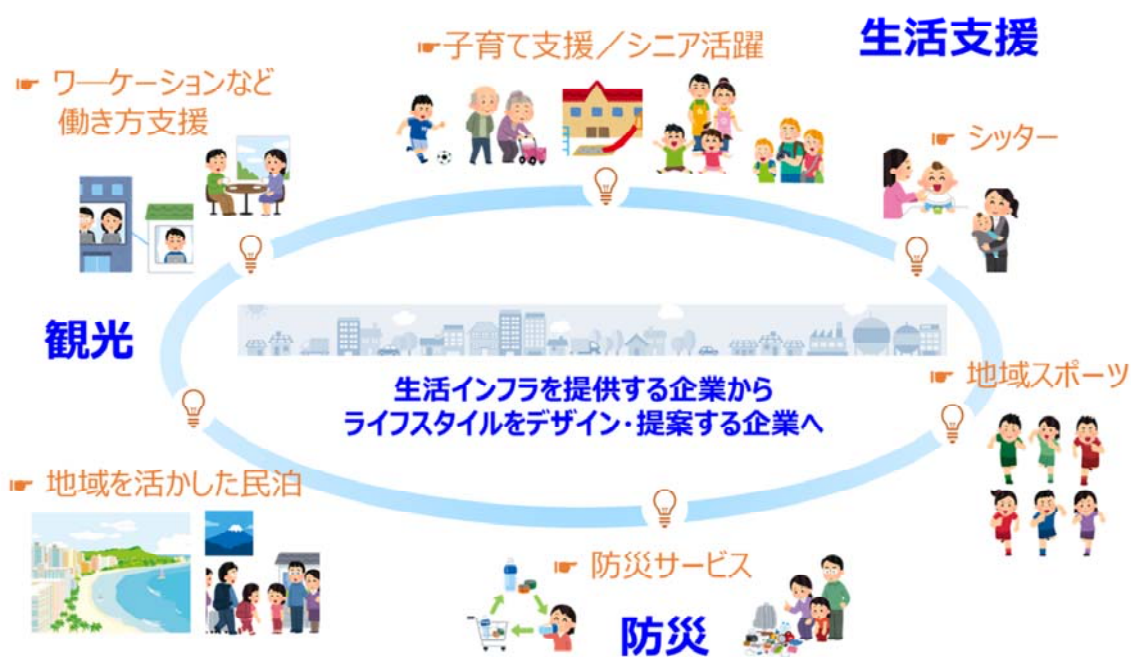 生活支援
☛子育て支援／シニア活躍
☛ ワーケーションなど
働き方支援
☛ シッター
観光
生活インフラを提供する企業から
ライフスタイルをデザイン・提案する企業へ
☛ 地域スポーツ
☛ 地域を活かした民泊
☛ 防災サービス
防災